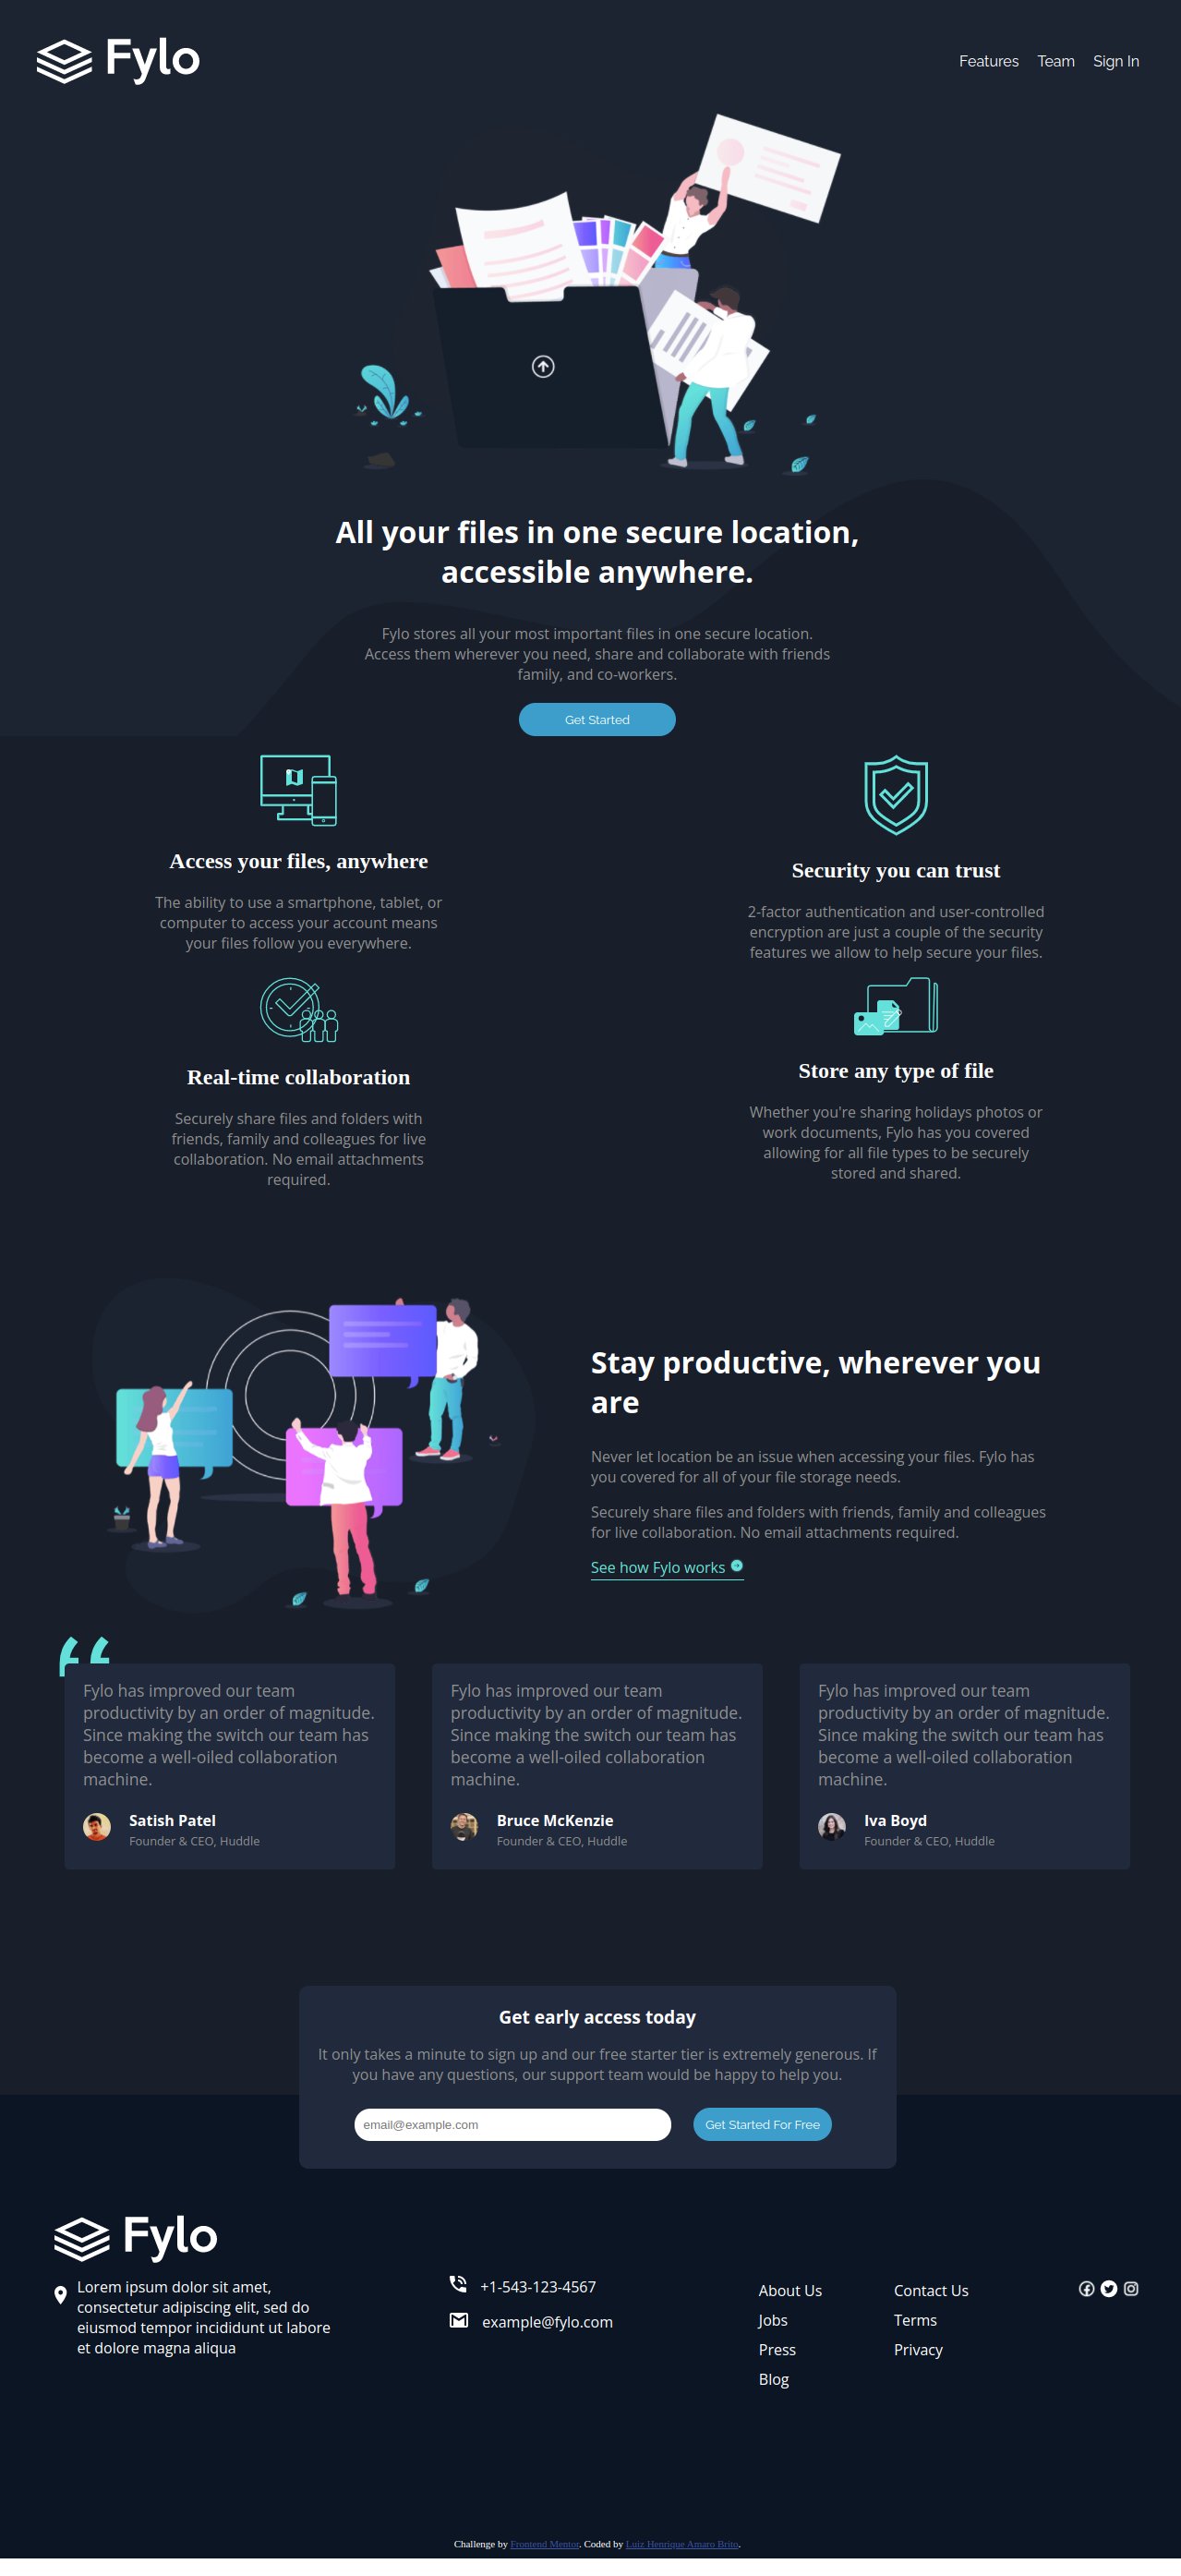 Fylo
Features Team Sign In
All your files in one secure location,
accessible anywhere.
Fylo stores all your most important files in one secure location.
Access them wherever you need, share and collaborate with friends
family, and co-workers.
Get Started
Access your files, anywhere
The ability to use a smartphone, tablet, or
computer to access your account means
your files follow you everywhere.
Security you can trust
2-factor authentication and user-controlled
encryption are just a couple of the security
features we allow to help secure your files.
Real-time collaboration
Securely share files and folders with
friends, family and colleagues for live
collaboration. No email attachments
required.
Store any type of file
Whether you're sharing holidays photos or
work documents, Fylo has you covered
allowing for all file types to be securely
stored and shared.
Stay productive, wherever you
are
Never let location be an issue when accessing your files. Fylo has
you covered for all of your file storage needs.
Securely share files and folders with friends, family and colleagues
for live collaboration. No email attachments required.
See how Fylo works
Fylo has improved our team
productivity by an order of magnitude.
Since making the switch our team has
become a well-oiled collaboration
machine.
Satish Patel
Founder & CEO, Huddle
Fylo has improved our team
productivity by an order of magnitude.
Since making the switch our team has
become a well-oiled collaboration
machine.
Bruce McKenzie
Founder & CEO, Huddle
Fylo has improved our team
productivity by an order of magnitude.
Since making the switch our team has
become a well-oiled collaboration
machine.
Iva Boyd
Founder & CEO, Huddle
Get early access today
It only takes a minute to sign up and our free starter tier is extremely generous. If
you have any questions, our support team would be happy to help you.
email@example.com
Get Started For Free
Fylo
Lorem ipsum dolor sit amet,
consectetur adipiscing elit, sed do
eiusmod tempor incididunt ut labore
et dolore magna aliqua
+1-543-123-4567
example@fylo.com
About Us
Jobs
Press
Blog
Contact Us
Terms
Privacy
Challenge by Frontend Mentor. Coded by Luiz Henrique Amaro Brito.